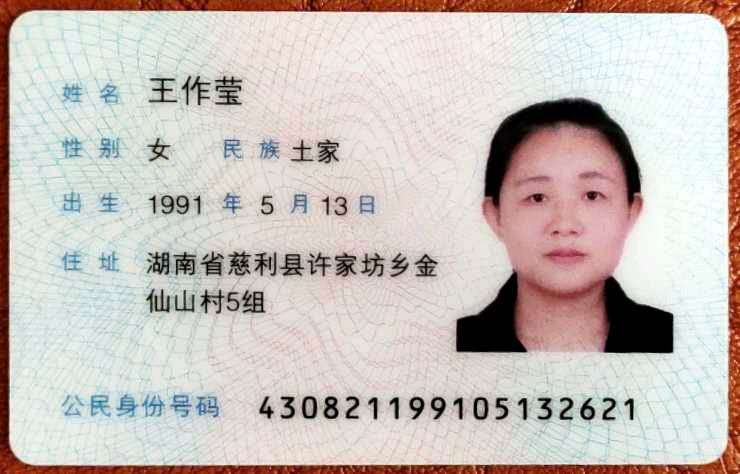 姓名 王作莹
性别 女 民族 土家
出生 1991 年 5 月 13 日
住址 湖南省慈利县许家坊乡金
仙山村5组
公民身份号码 430821199105132621